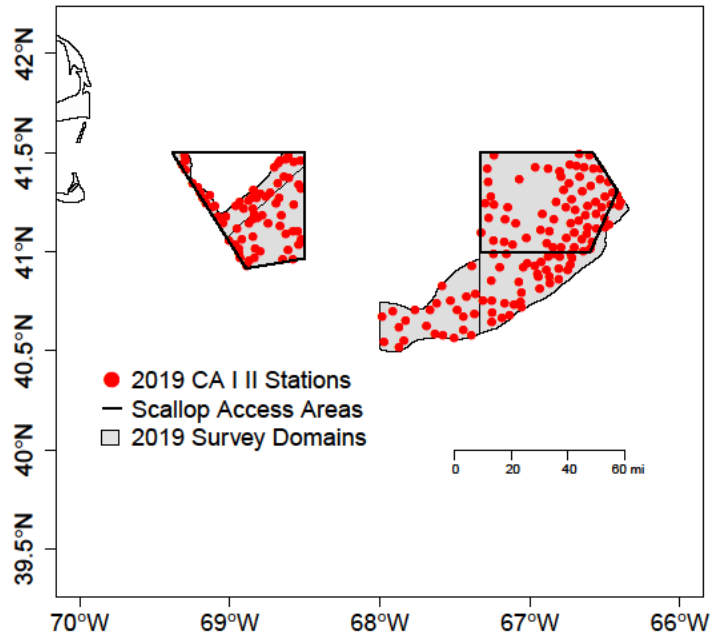 42°N
41.5°N
41°N
40.5°N
40°N
39.5°N
2019 CA I II Stations
Scallop Access Areas
2019 Survey Domains
0 20 40 60 mi
70°W 69°W 68°W 67°W 66°W